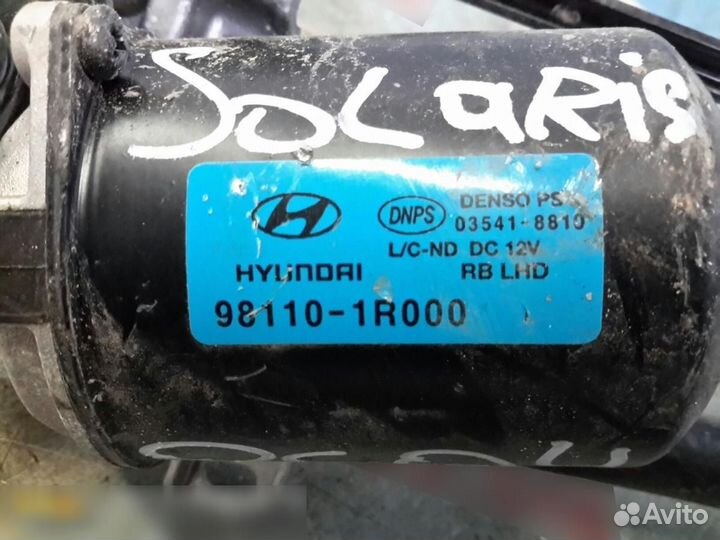 SOLARIS
DENSO PS
DNPS 03541-8810
L/C-ND DC 12V
HYUNDAI RB LHD
98110-1R000
Avito